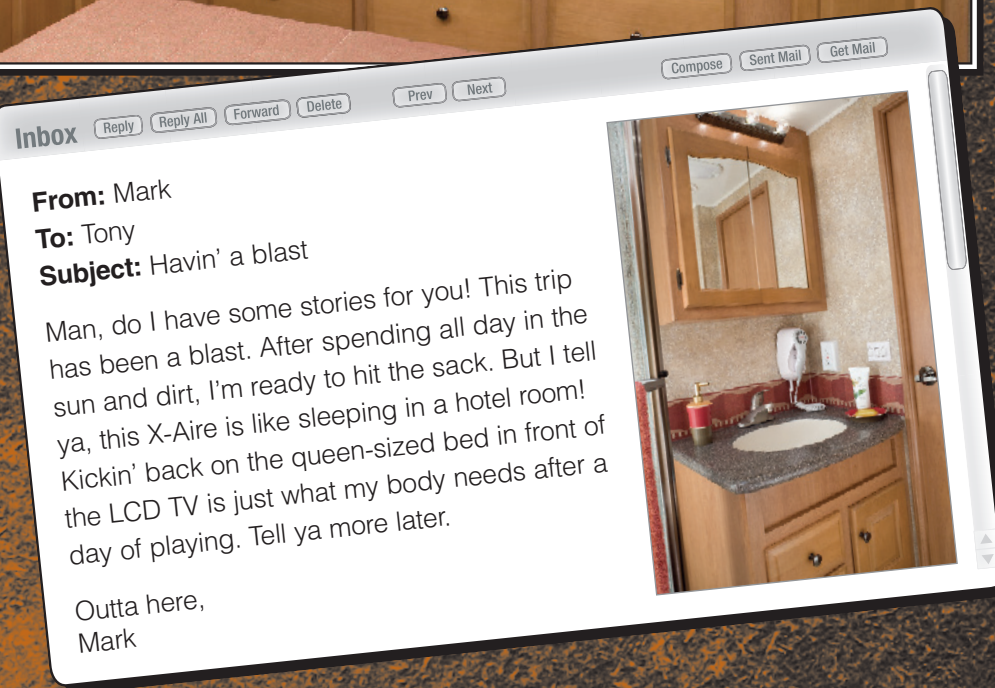 Inbox Reply Reply All Forward Delete Prev Next Compose Sent Mail Get Mail
From: Mark
To: Tony
Subject: Havin’ a blast
Man, do I have some stories for you! This trip
has been a blast. After spending all day in the
sun and dirt, I’m ready to hit the sack. But I tell
ya, this X-Aire is like sleeping in a hotel room!
Kickin’ back on the queen-sized bed in front of
the LCD TV is just what my body needs after a
day of playing. Tell ya more later.
Outta here,
Mark